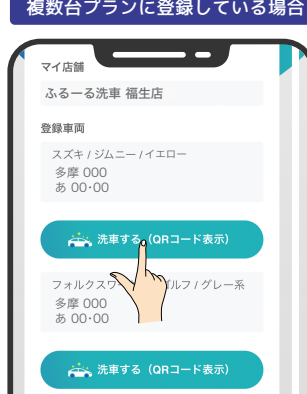 複数台プランに登録している場合
マイ店舗
ふるーる洗車 福生店
登録車両
スズキ / ジムニー / イエロー
多摩 000
あ 00･00
洗車する（QRコード表示）
フォルクスワ ゴルフ / グレー系
多摩 000
あ 00･00
洗車する（QRコード表示）